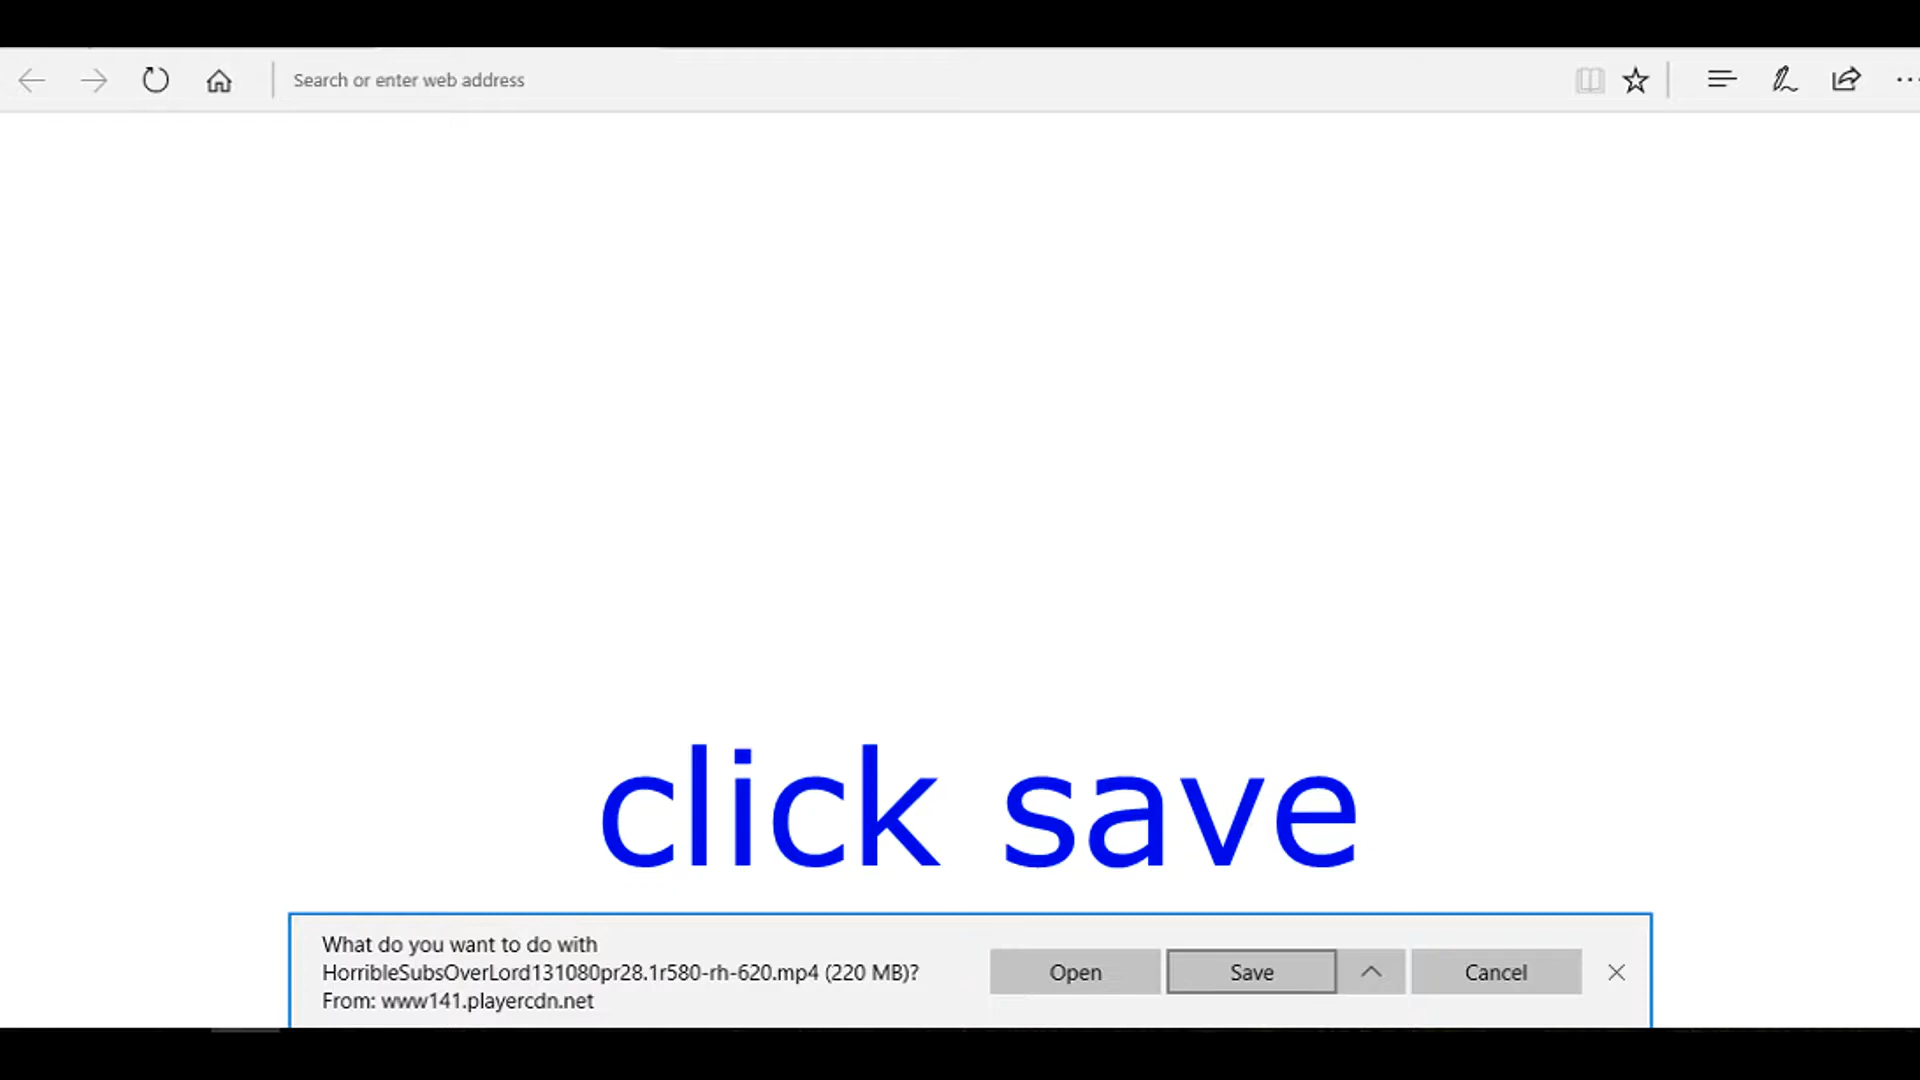 Search or enter web address
click save
What do you want to do with
HorribleSubsOverLord131080pr28.1r580-rh-620.mp4 (220 MB)?
From: www141.playercdn.net
Open
Save
Cancel